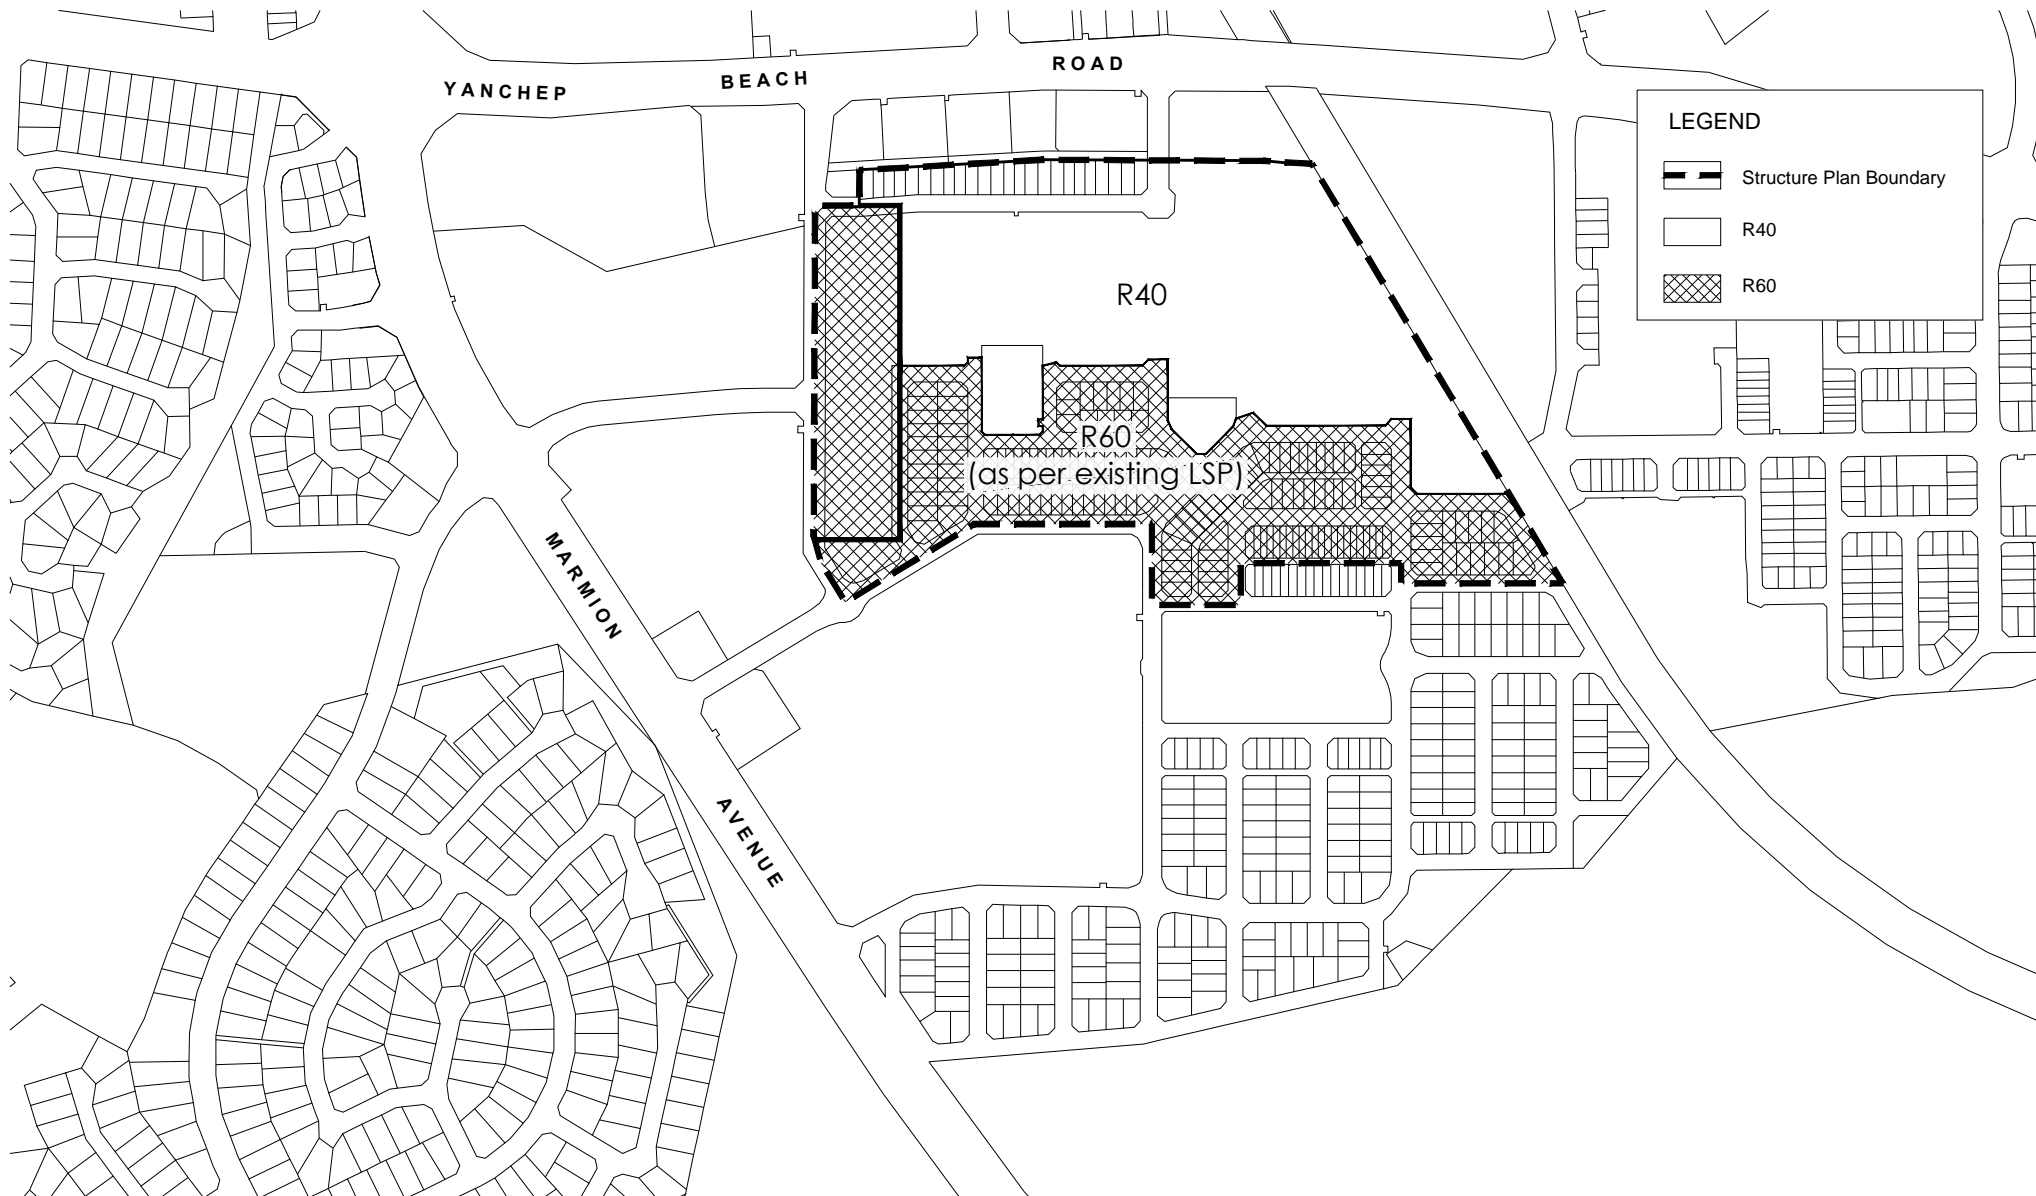 YANCHEP BEACH ROAD
LEGEND
Structure Plan Boundary
R40
R60
R40
R60
(as per existing LSP)
MARMION
AVENUE